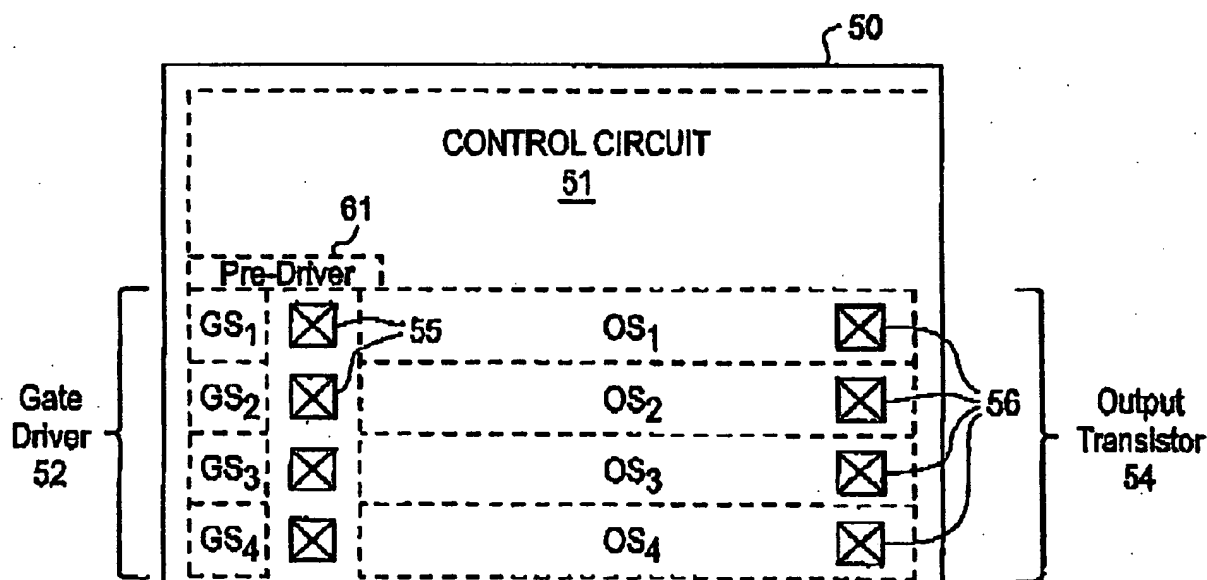 50
CONTROL CIRCUIT
51
61
Pre-Driver
GS1
55
OS1
GS2
OS2
56
Gate
Driver
52
Output
Transistor
54
GS3
OS3
GS4
OS4